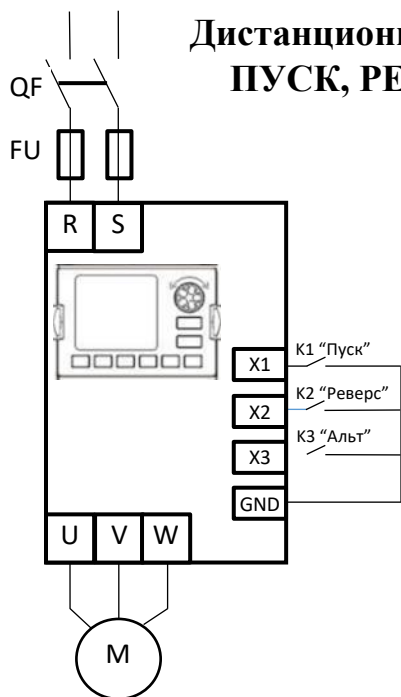 Дистанционн
ПУСК, РЕ
QF
FU
R S
X1 K1 "Пуск"
X2 K2 "Реверс"
X3 K3 "Альт"
GND
U V W
M